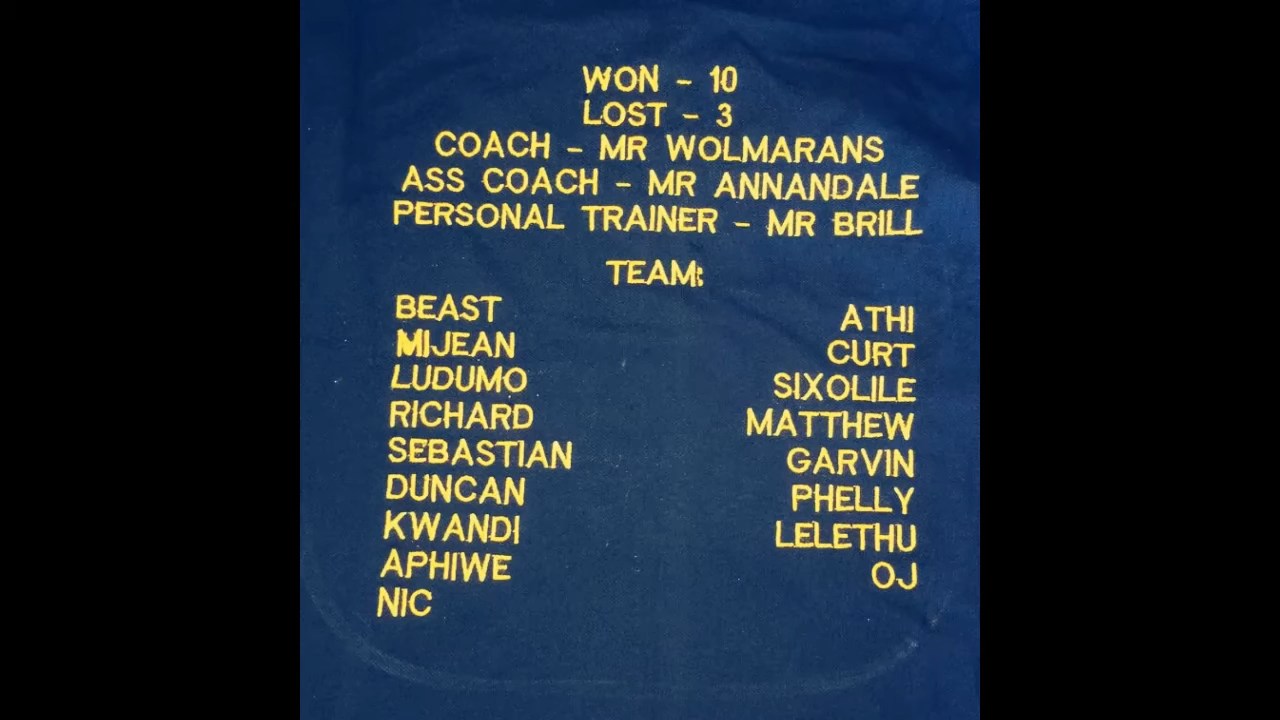 WON - 10
LOST - 3
COACH - MR WOLMARANS
ASS COACH - MR ANNANDALE
PERSONAL TRAINER - MR BRILL
TEAM:
BEAST
MIJEAN
LUDUMO
RICHARD
SEBASTIAN
DUNCAN
KWANDI
APHIWE
NIC
ATHI
CURT
SIXOLILE
MATTHEW
GARVIN
PHELLY
LELETHU
OJ